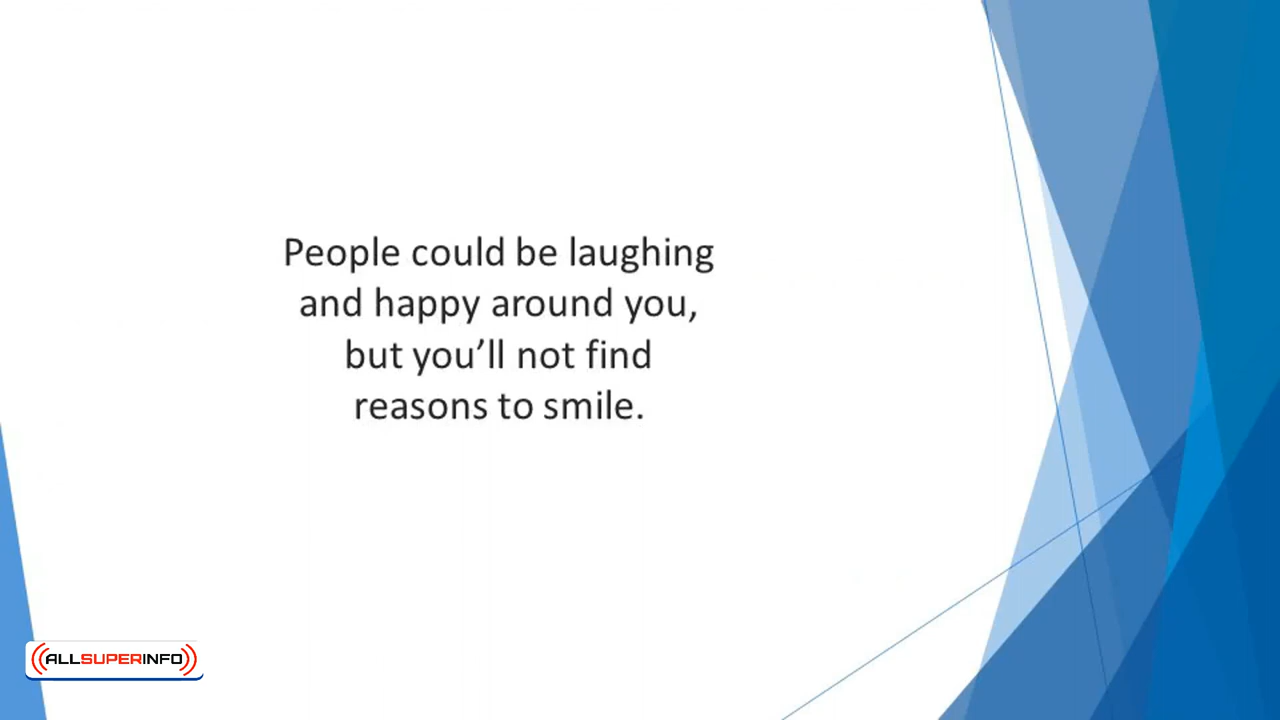 People could be laughing
and happy around you,
but you’ll not find
reasons to smile.
ALLSUPERINFO